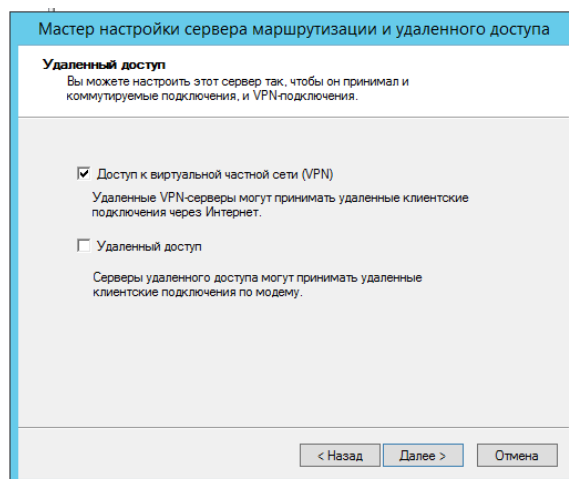 Мастер настройки сервера маршрутизации и удаленного доступа
Удаленный доступ
Вы можете настроить этот сервер так, чтобы он принимал и
коммутируемые подключения, и VPN-подключения.
Доступ к виртуальной частной сети (VPN)
Удаленные VPN-серверы могут принимать удаленные клиентские
подключения через Интернет.
Удаленный доступ
Серверы удаленного доступа могут принимать удаленные
клиентские подключения по модему.
< Назад Далее > Отмена